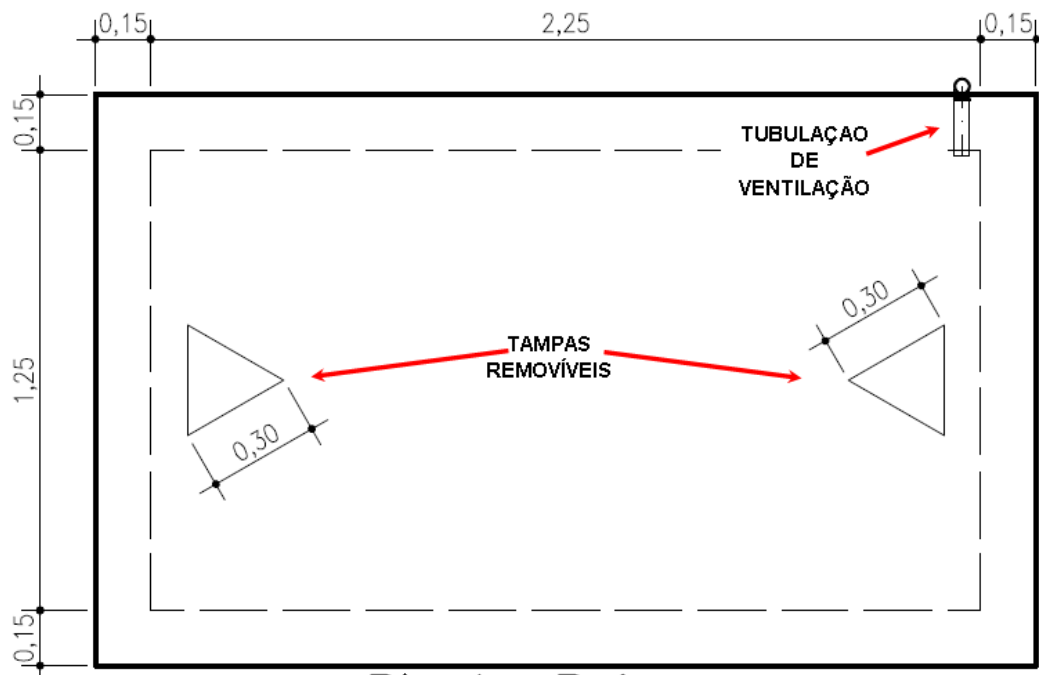 0,15
2,25
0,15
0,15
TUBULAÇAO
DE
VENTILAÇÃO
0,30
TAMPAS
REMOVÍVEIS
1,25
0,30
0,15